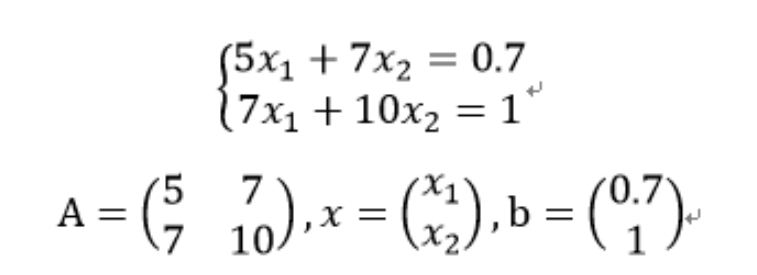 5x₁ + 7x₂ = 0.7
7x₁ + 10x₂ = 1↵
A = (5 7
7 10), x = (x₁
x₂), b = (0.7
1)↵